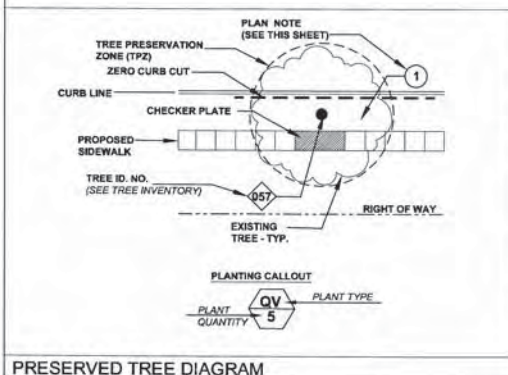 PLAN NOTE
(SEE THIS SHEET)
TREE PRESERVATION
ZONE (TPZ)
ZERO CURB CUT
1
CURB LINE
CHECKER PLATE
PROPOSED
SIDEWALK
TREE ID. NO.
(SEE TREE INVENTORY)
057
RIGHT OF WAY
EXISTING
TREE - TYP.
PLANTING CALLOUT
QV
PLANT TYPE
PLANT
QUANTITY
5
PRESERVED TREE DIAGRAM